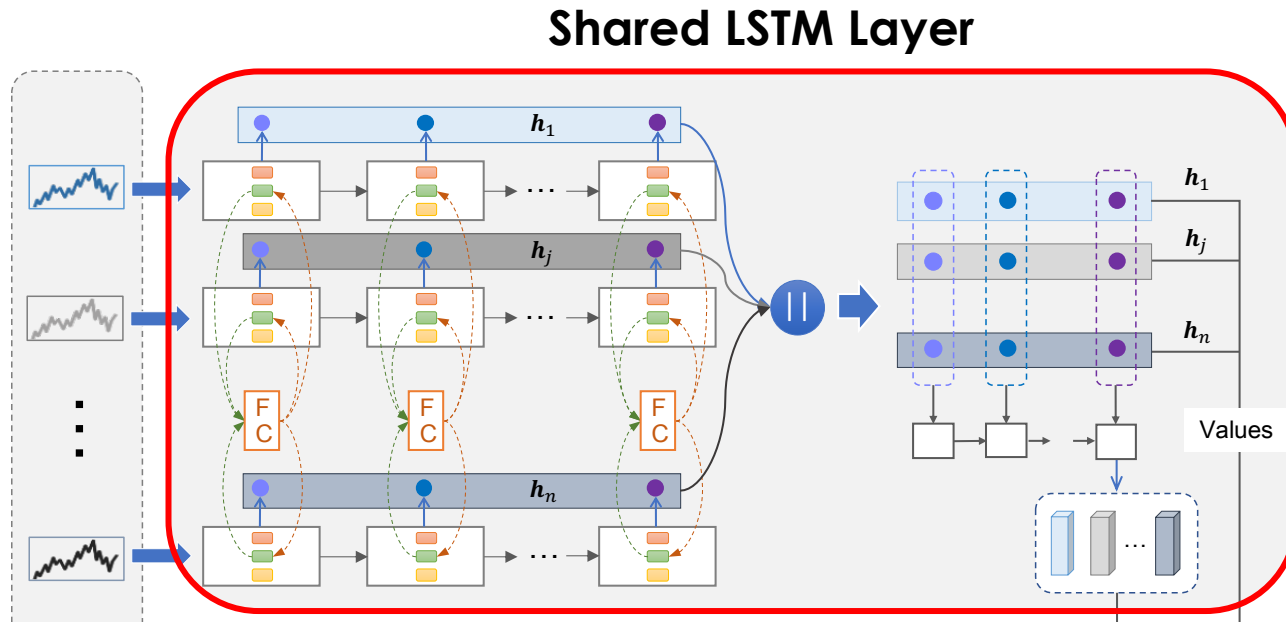 Shared LSTM Layer
h₁
...
h₁
hⱼ
hⱼ
...
hₙ
F
C
F
C
F
C
Values
hₙ
...
...